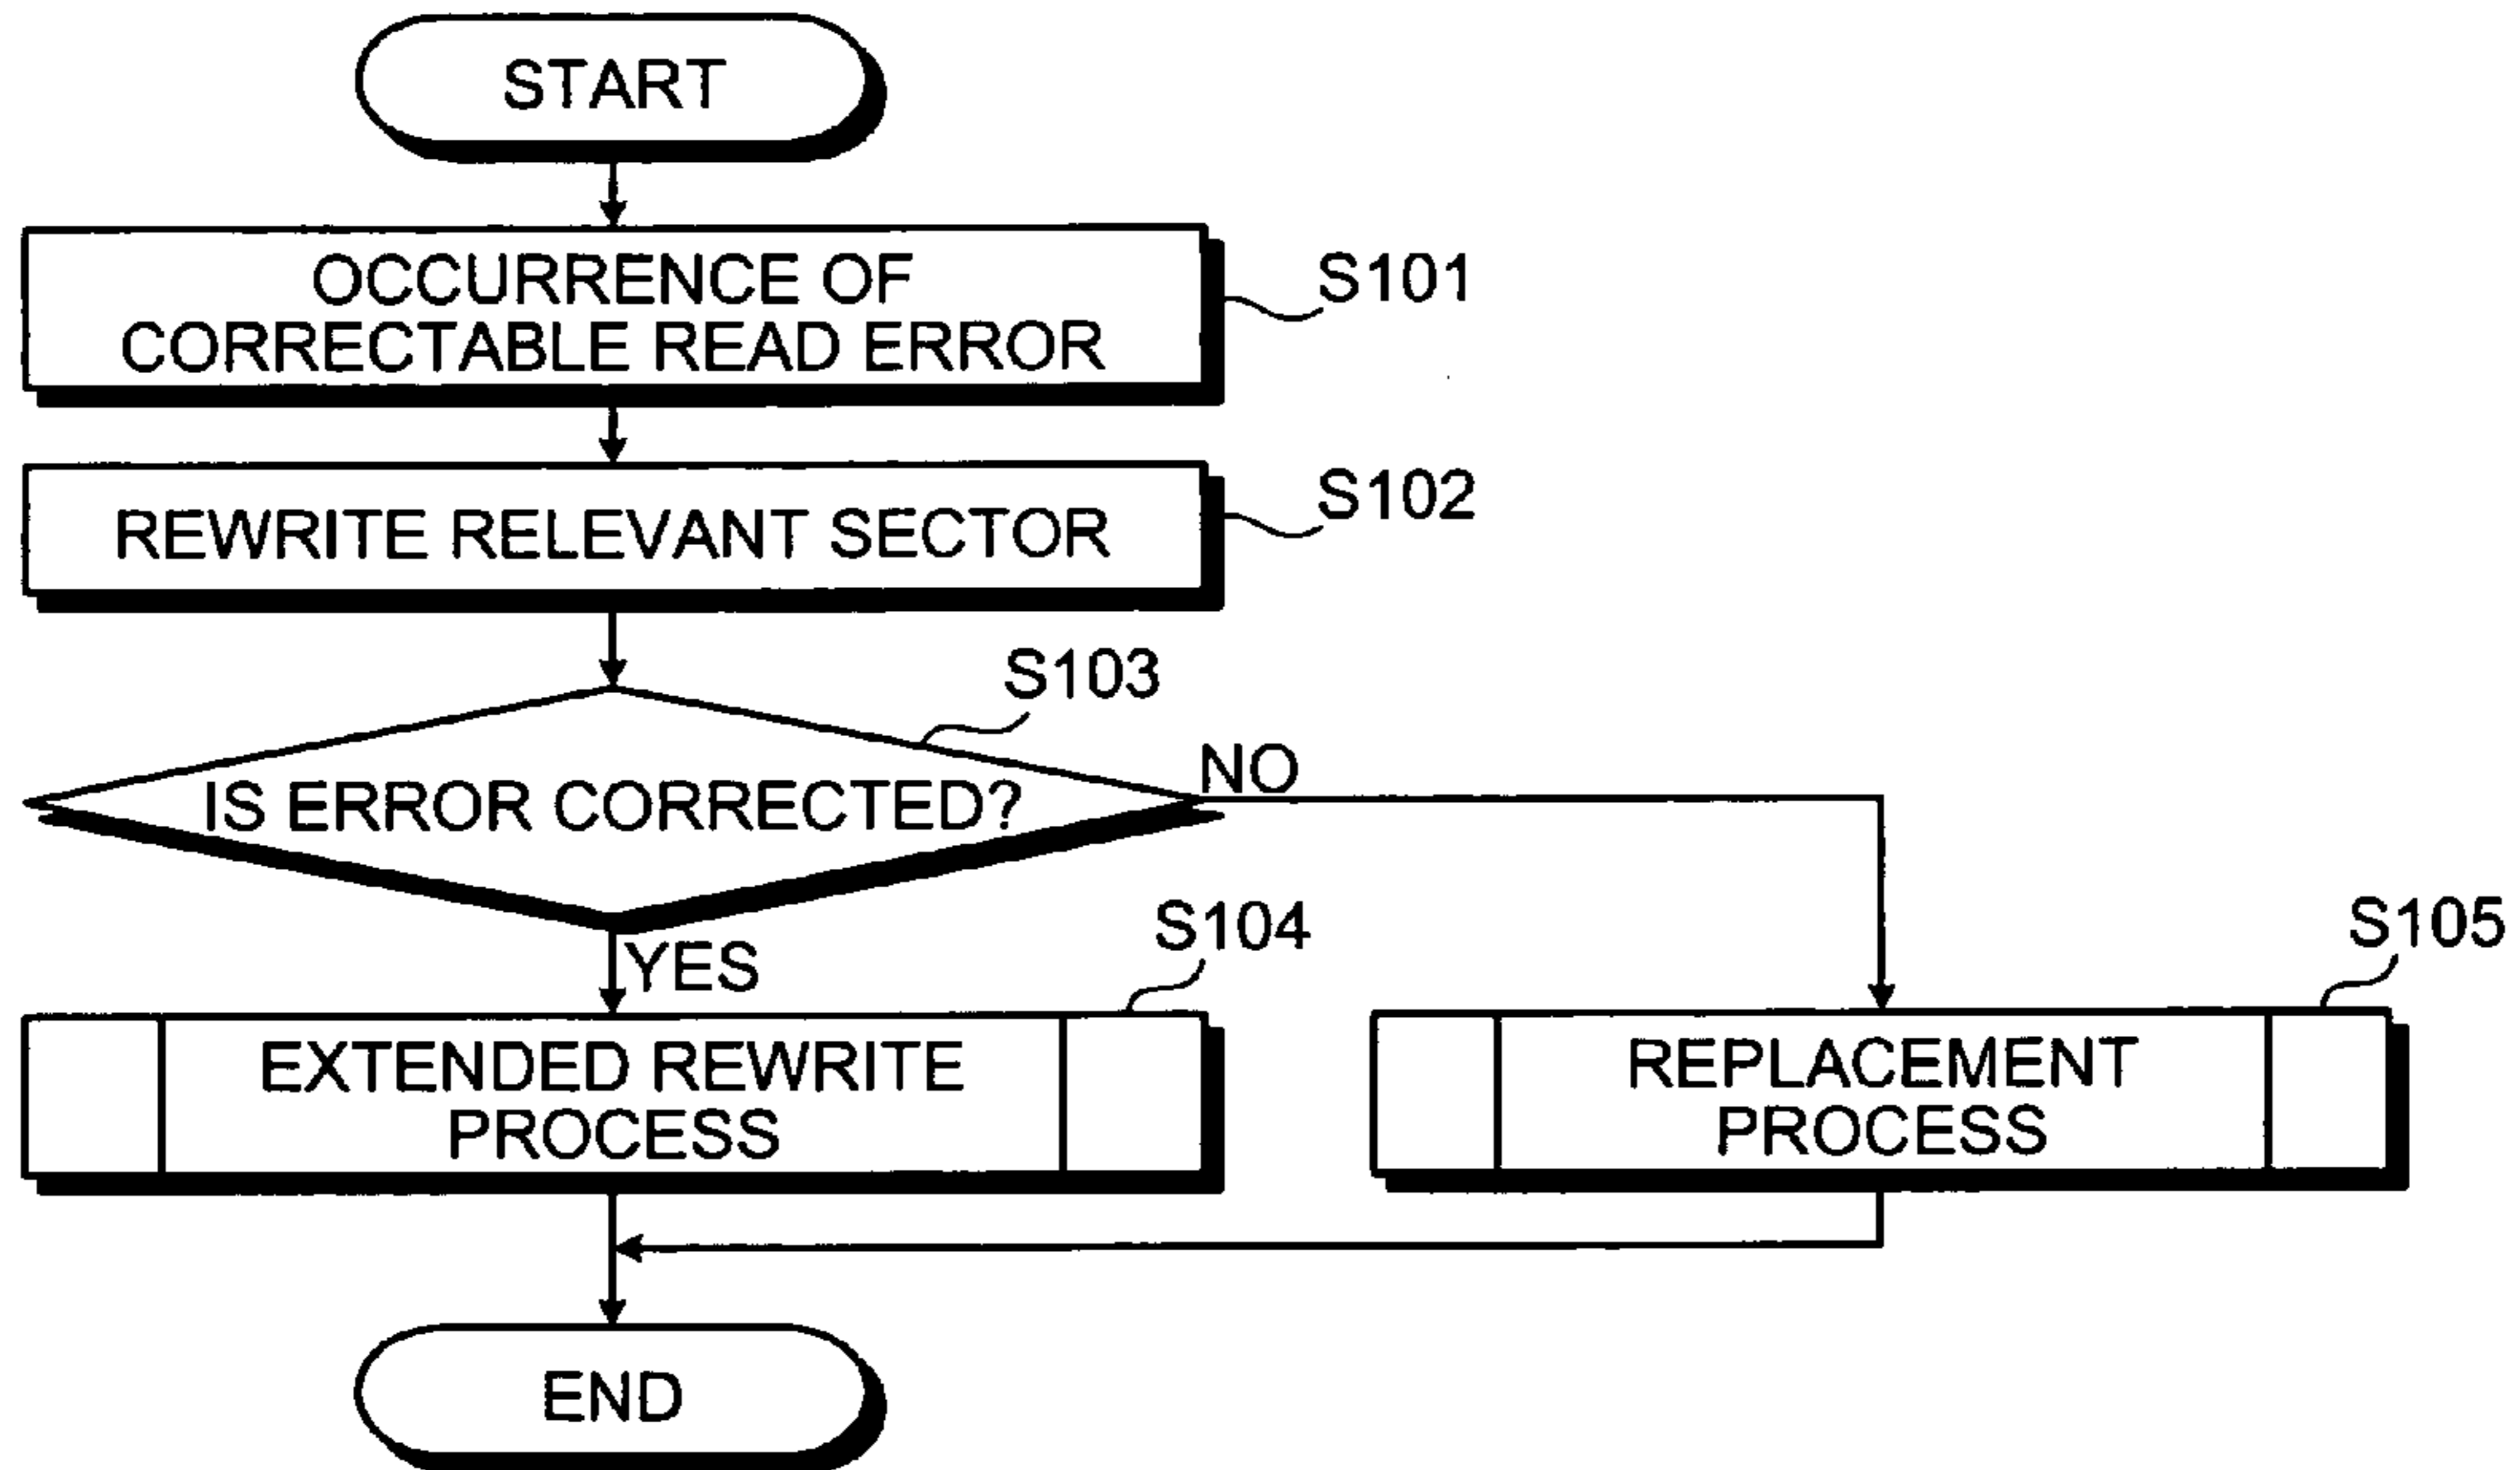 START
OCCURRENCE OF
CORRECTABLE READ ERROR
S101
REWRITE RELEVANT SECTOR
S102
S103
IS ERROR CORRECTED?
NO
YES
S104
S105
EXTENDED REWRITE
PROCESS
REPLACEMENT
PROCESS
END